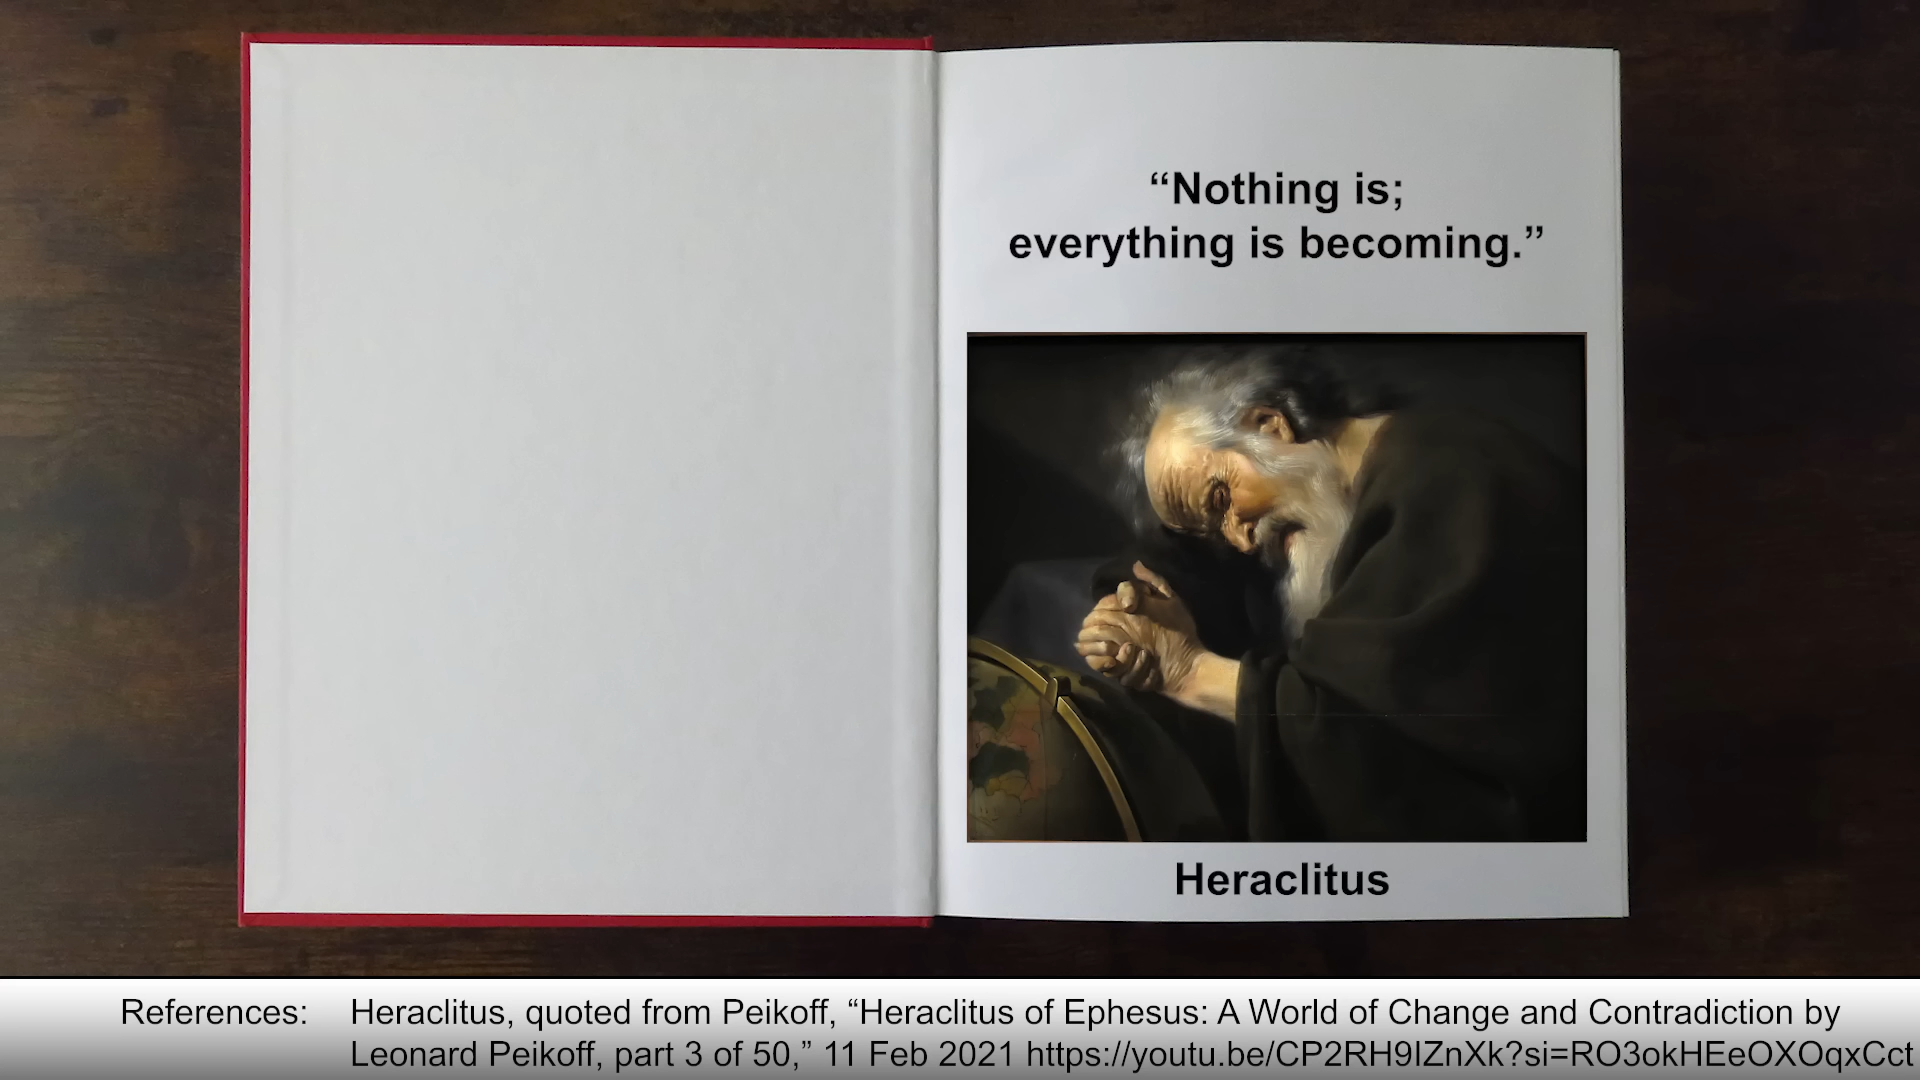 “Nothing is;
everything is becoming.”
Heraclitus
References: Heraclitus, quoted from Peikoff, “Heraclitus of Ephesus: A World of Change and Contradiction by
Leonard Peikoff, part 3 of 50,” 11 Feb 2021 https://youtu.be/CP2RH9IZnXk?si=RO3okHEeOXOqxCct